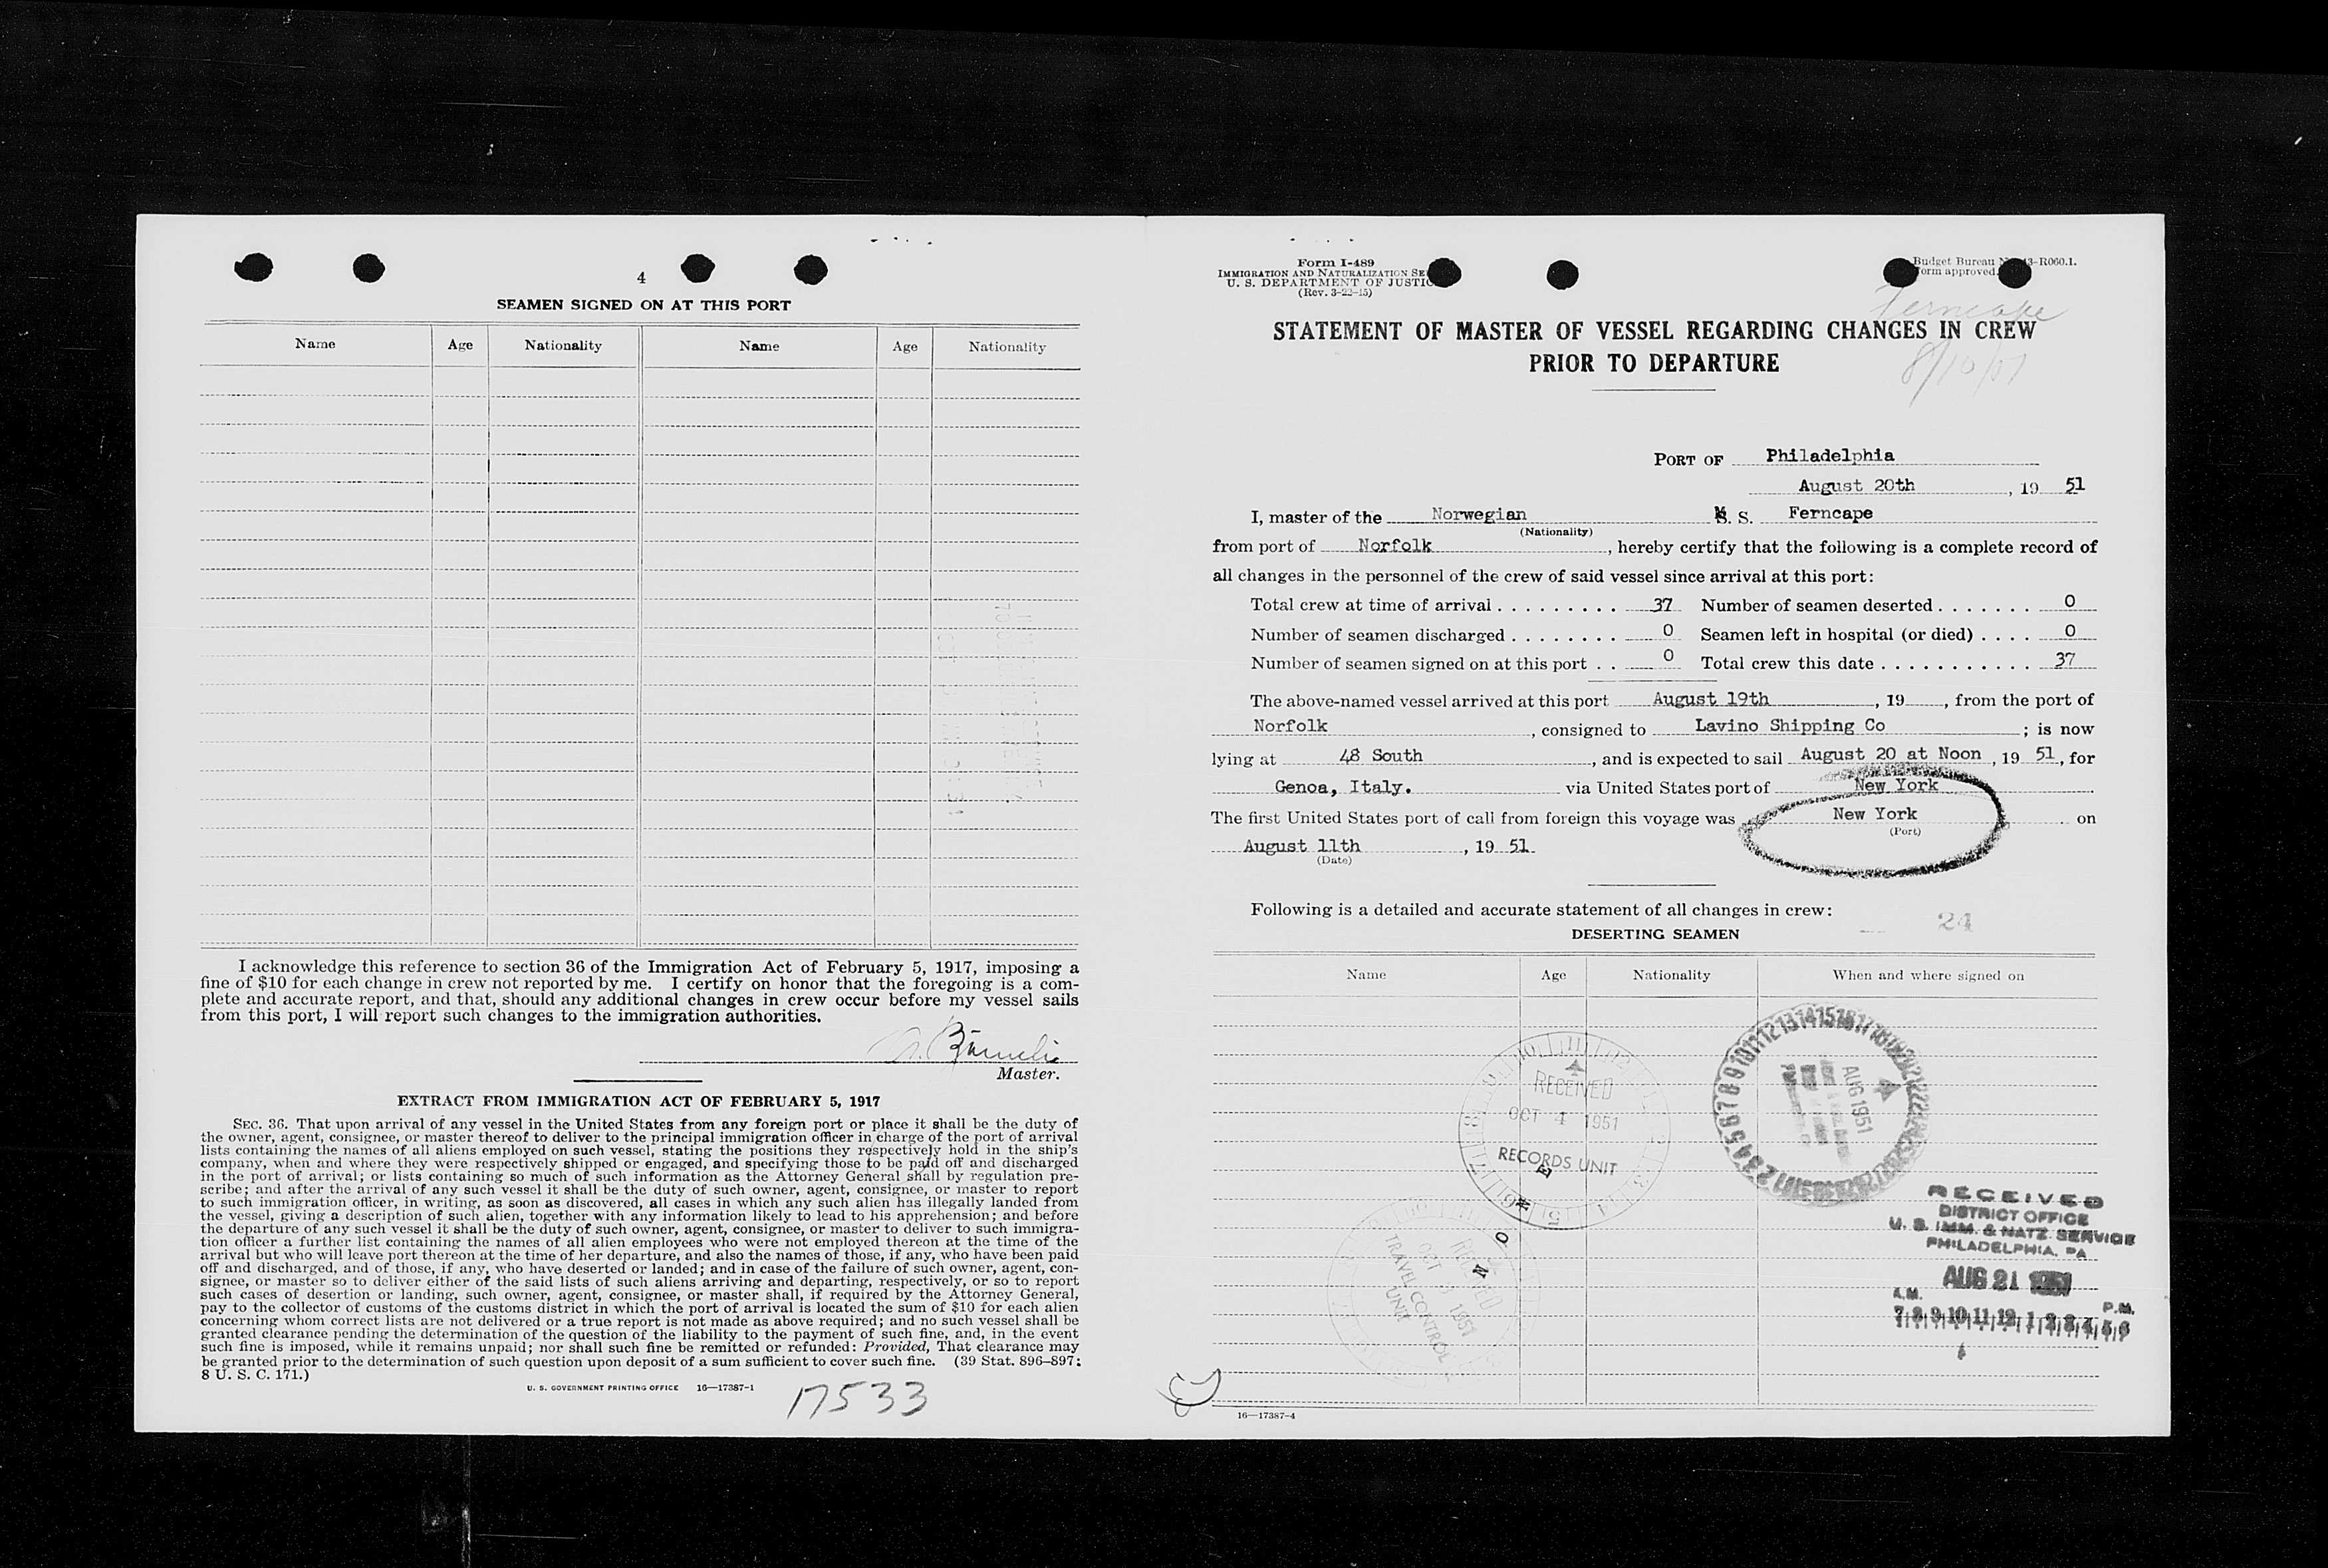 4
SEAMEN SIGNED ON AT THIS PORT
Name Age Nationality Name Age Nationality
I acknowledge this reference to section 36 of the Immigration Act of February 5, 1917, imposing a
fine of $10 for each change in crew not reported by me. I certify on honor that the foregoing is a com-
plete and accurate report, and that, should any additional changes in crew occur before my vessel sails
from this port, I will report such changes to the immigration authorities.
Master.
EXTRACT FROM IMMIGRATION ACT OF FEBRUARY 5, 1917
SEC. 36. That upon arrival of any vessel in the United States from any foreign port or place it shall be the duty of
the owner, agent, consignee, or master thereof to deliver to the principal immigration officer in charge of the port of arrival
lists containing the names of all aliens employed on such vessel, stating the positions they respectively hold in the ship's
company, when and where they were respectively shipped or engaged, and specifying those to be paid off and discharged
in the port of arrival; or lists containing so much of such information as the Attorney General shall by regulation pre-
scribe; and after the arrival of any such vessel it shall be the duty of such owner, agent, consignee, or master to report
to such immigration officer, in writing, as soon as discovered, all cases in which any such alien has illegally landed from
the vessel, giving a description of such alien, together with any information likely to lead to his apprehension; and before
the departure of any such vessel it shall be the duty of such owner, agent, consignee, or master to deliver to such immigra-
tion officer a further list containing the names of all alien employees who were not employed thereon at the time of the
arrival but who will leave port thereon at the time of her departure, and also the names of those, if any, who have been paid
off and discharged, and of those, if any, who have deserted or landed; and in case of the failure of such owner, agent, con-
signee, or master so to deliver either of the said lists of such aliens arriving and departing, respectively, or so to report
such cases of desertion or landing, such owner, agent, consignee, or master shall, if required by the Attorney General,
pay to the collector of customs of the customs district in which the port of arrival is located the sum of $10 for each alien
concerning whom correct lists are not delivered or a true report is not made as above required; and no such vessel shall be
granted clearance pending the determination of the question of the liability to the payment of such fine, and, in the event
such fine is imposed, while it remains unpaid; nor shall such fine be remitted or refunded: Provided, That clearance may
be granted prior to the determination of such question upon deposit of a sum sufficient to cover such fine. (39 Stat. 896–897;
8 U. S. C. 171.)
U. S. GOVERNMENT PRINTING OFFICE 16—17387-1
17533
Form I-489
IMMIGRATION AND NATURALIZATION SE
U. S. DEPARTMENT OF JUSTIC
(Rev. 3-22-45)
Budget Bureau N 43-R060.1.
Form approved.
Ferncape
STATEMENT OF MASTER OF VESSEL REGARDING CHANGES IN CREW
PRIOR TO DEPARTURE
PORT OF Philadelphia
August 20th, 19 51
I, master of the Norwegian M. S. Ferncape
(Nationality)
from port of Norfolk, hereby certify that the following is a complete record of
all changes in the personnel of the crew of said vessel since arrival at this port:
Total crew at time of arrival . . . . . . . . . 37 Number of seamen deserted . . . . . . . 0
Number of seamen discharged . . . . . . . . 0 Seamen left in hospital (or died) . . . . 0
Number of seamen signed on at this port . . 0 Total crew this date . . . . . . . . . . . 37
The above-named vessel arrived at this port August 19th, 19, from the port of
Norfolk, consigned to Lavino Shipping Co; is now
lying at 48 South, and is expected to sail August 20 at Noon, 19 51, for
Genoa, Italy. via United States port of New York
The first United States port of call from foreign this voyage was New York on
(Port)
August 11th, 19 51
(Date)
Following is a detailed and accurate statement of all changes in crew:
24
DESERTING SEAMEN
Name Age Nationality When and where signed on
RECEIVED
OCT 4 1951
RECORDS UNIT
NONE
AUG 1951
RECEIVED
OCT 3 1951
TRAVEL CONTROL
UNIT
RECEIVED
DISTRICT OFFICE
U. S. IMM. & NATZ. SERVICE
PHILADELPHIA, PA
AUG 21 1951
A.M. P.M.
7 8 9 10 11 12 1 2 3 4 5 6
16—17387-4